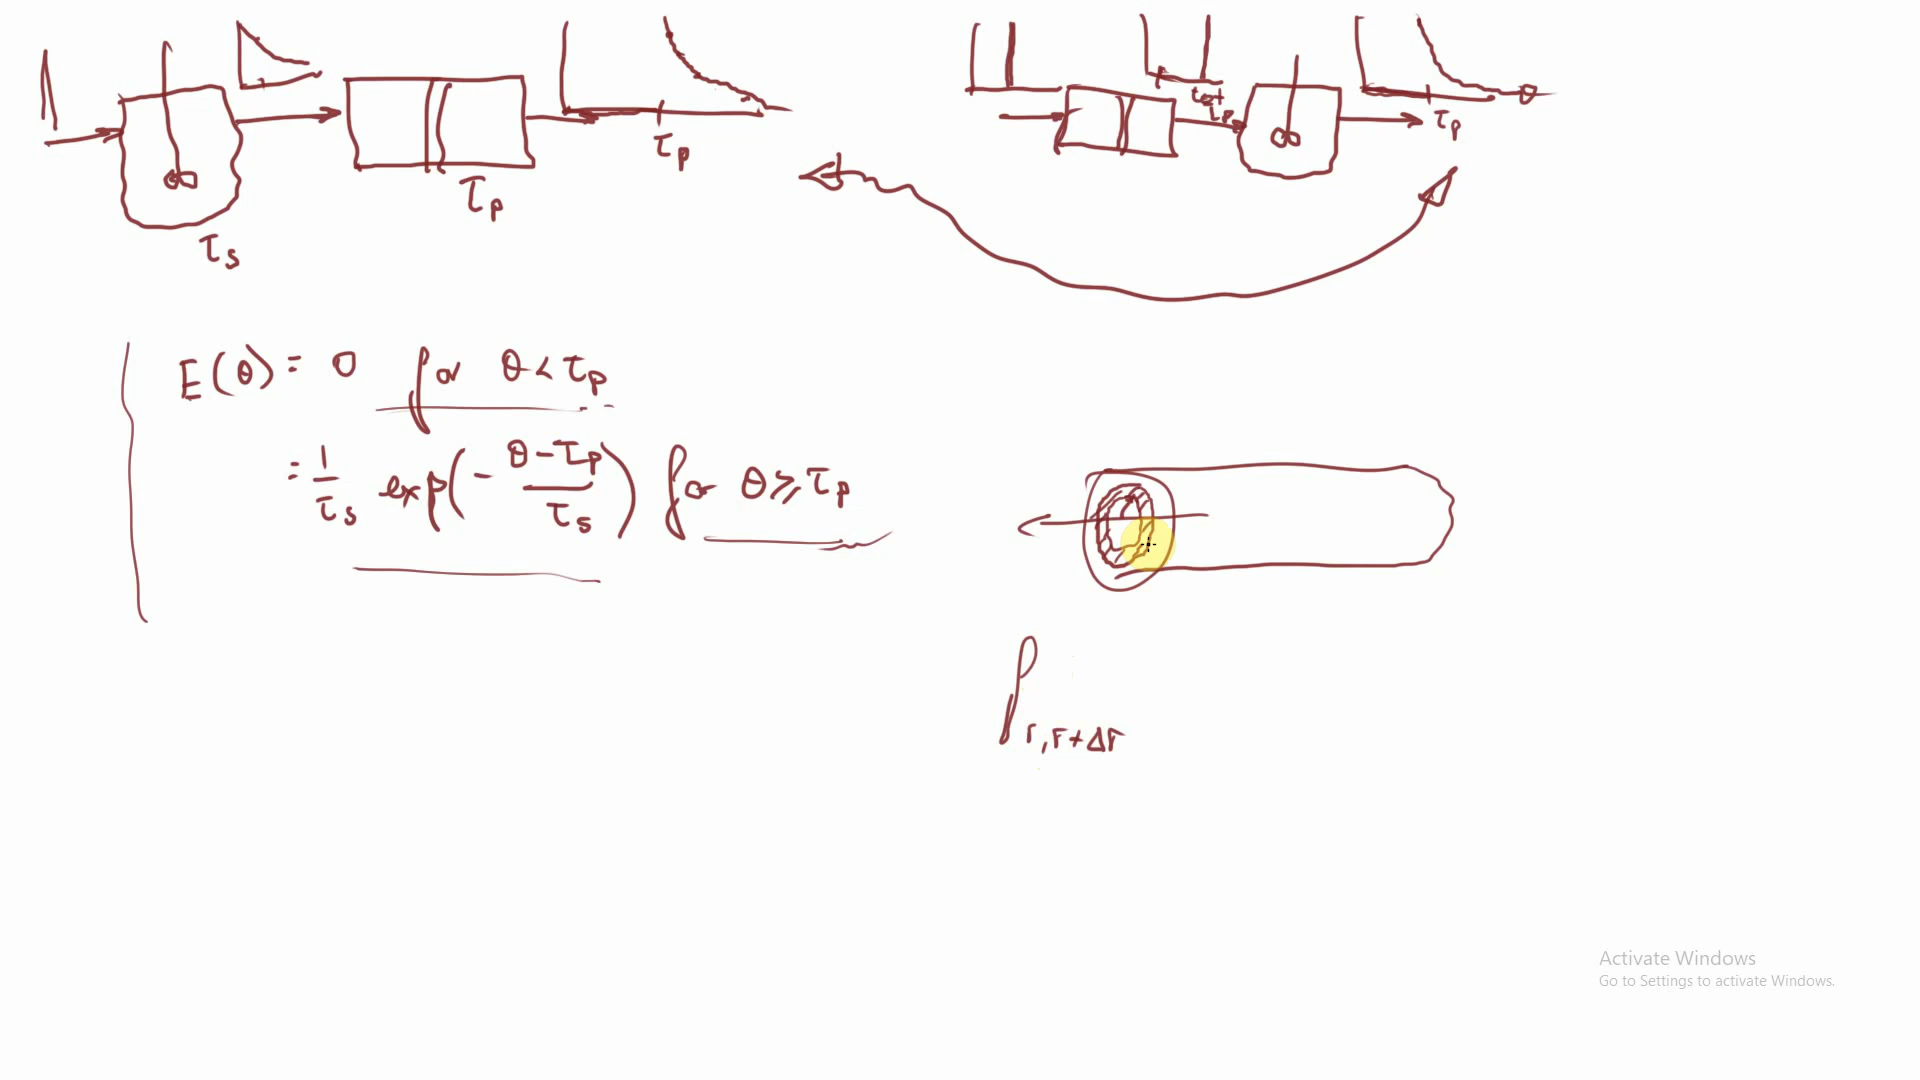 τp
τs
τp
t=t
τp
τp
E(θ) = 0 for θ < τp
= 1/τs exp(- (θ-τp)/τs) for θ ≥ τp
f r, r+Δr
Activate Windows
Go to Settings to activate Windows.